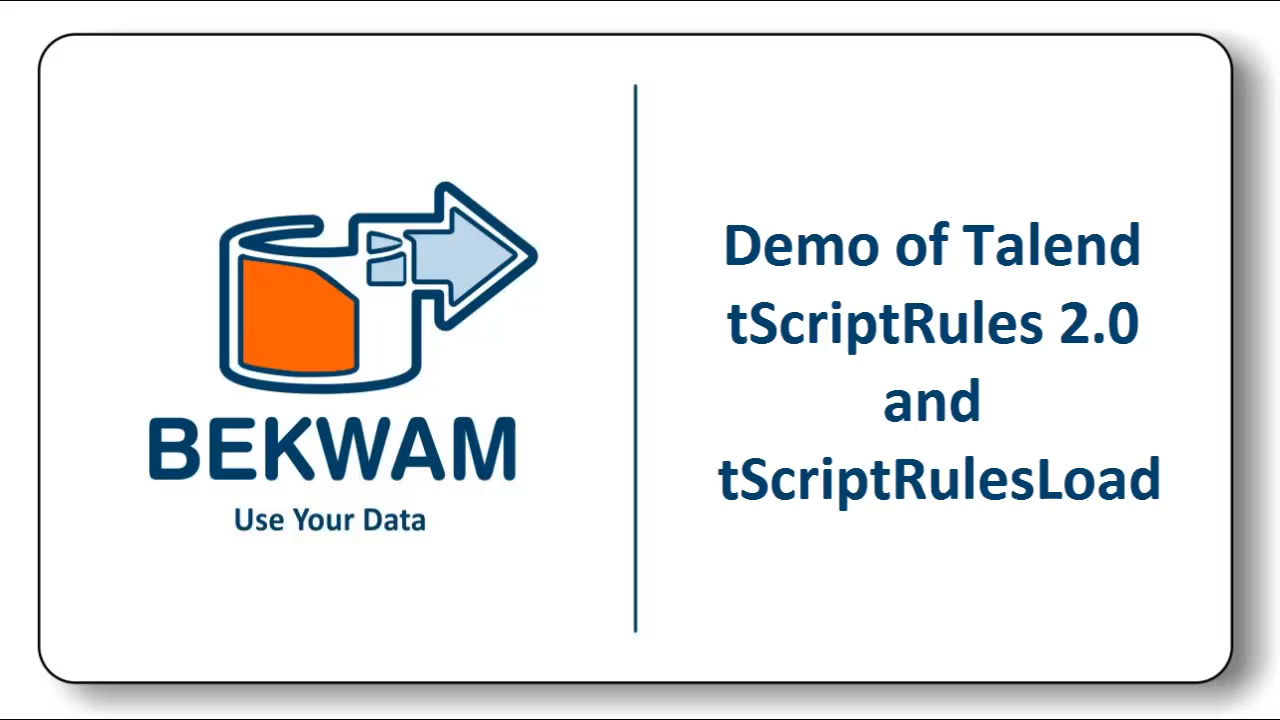 BEKWAM
Use Your Data
Demo of Talend
tScriptRules 2.0
and
tScriptRulesLoad